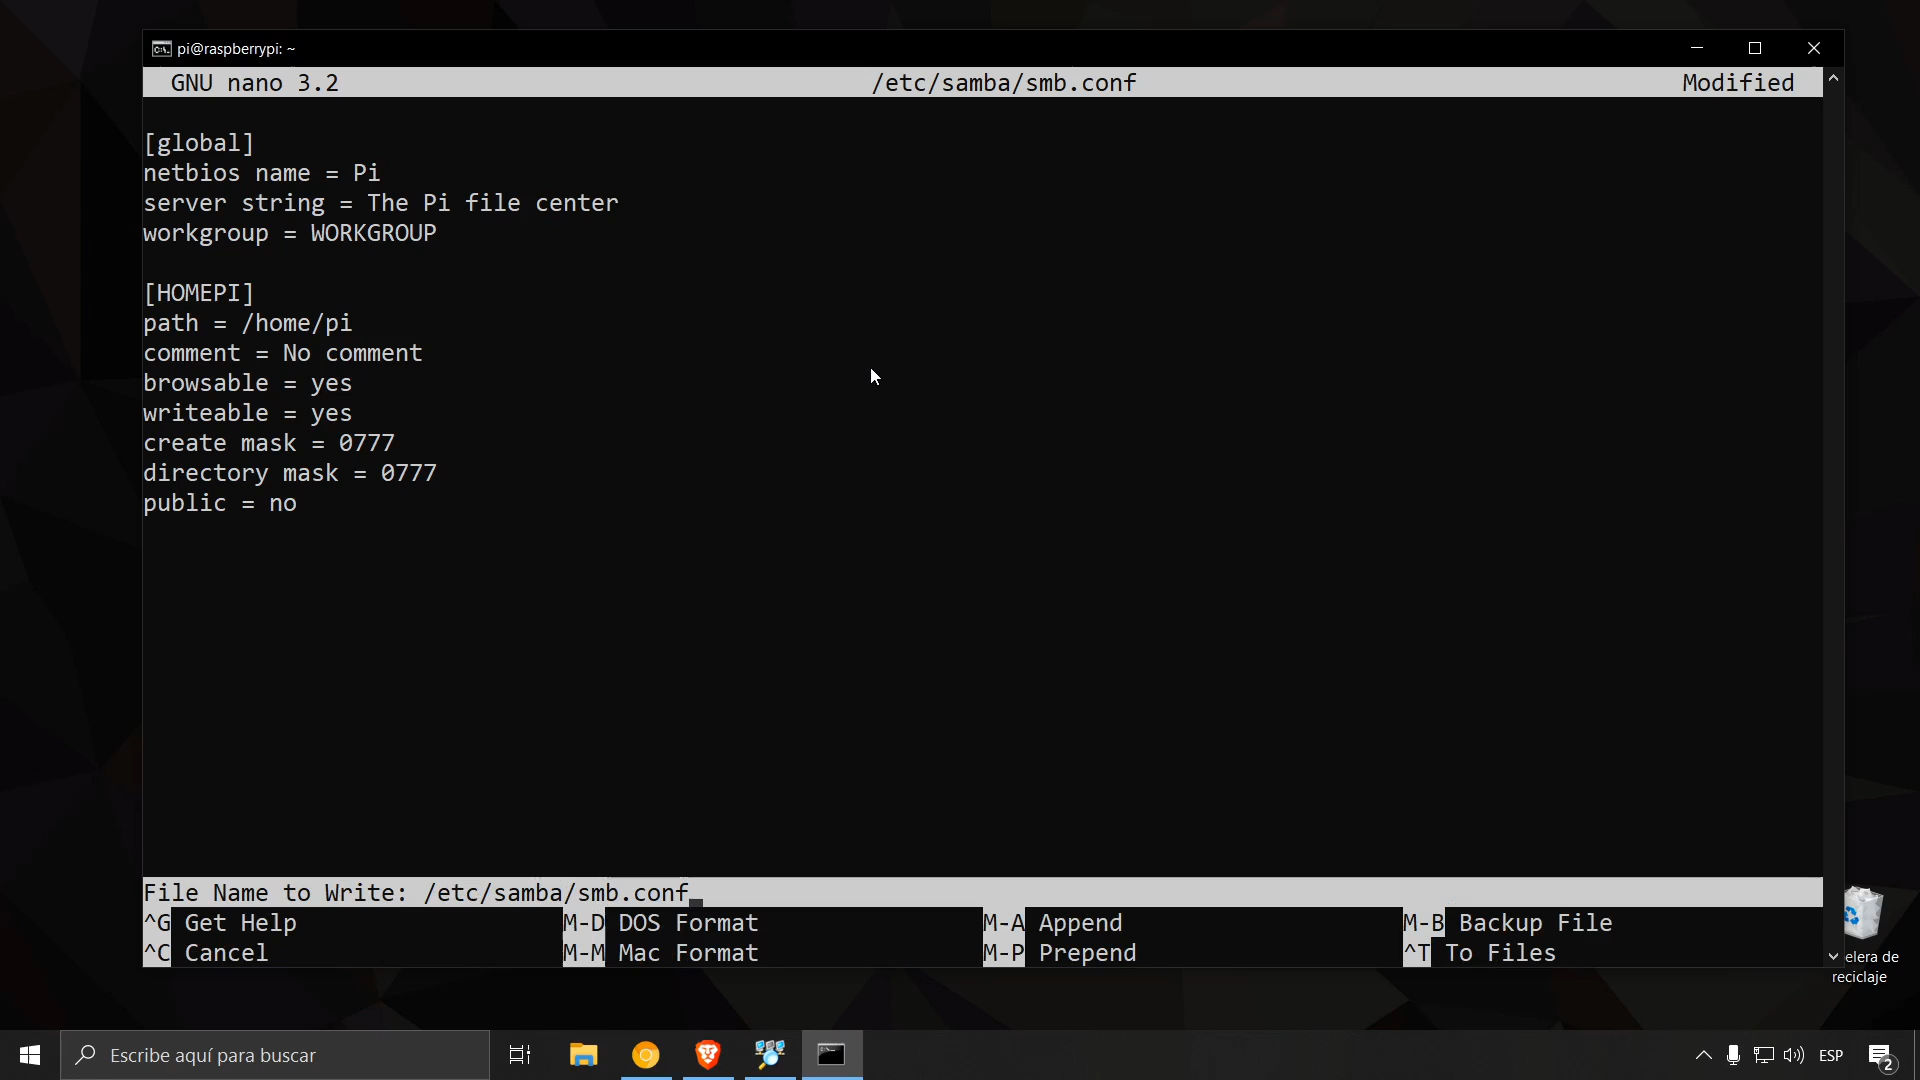 pi@raspberrypi: ~
GNU nano 3.2 /etc/samba/smb.conf Modified
[global]
netbios name = Pi
server string = The Pi file center
workgroup = WORKGROUP
[HOMEPI]
path = /home/pi
comment = No comment
browsable = yes
writeable = yes
create mask = 0777
directory mask = 0777
public = no
File Name to Write: /etc/samba/smb.conf
^G Get Help M-D DOS Format M-A Append M-B Backup File
^C Cancel M-M Mac Format M-P Prepend ^T To Files
elera de
reciclaje
Escribe aquí para buscar
ESP
2